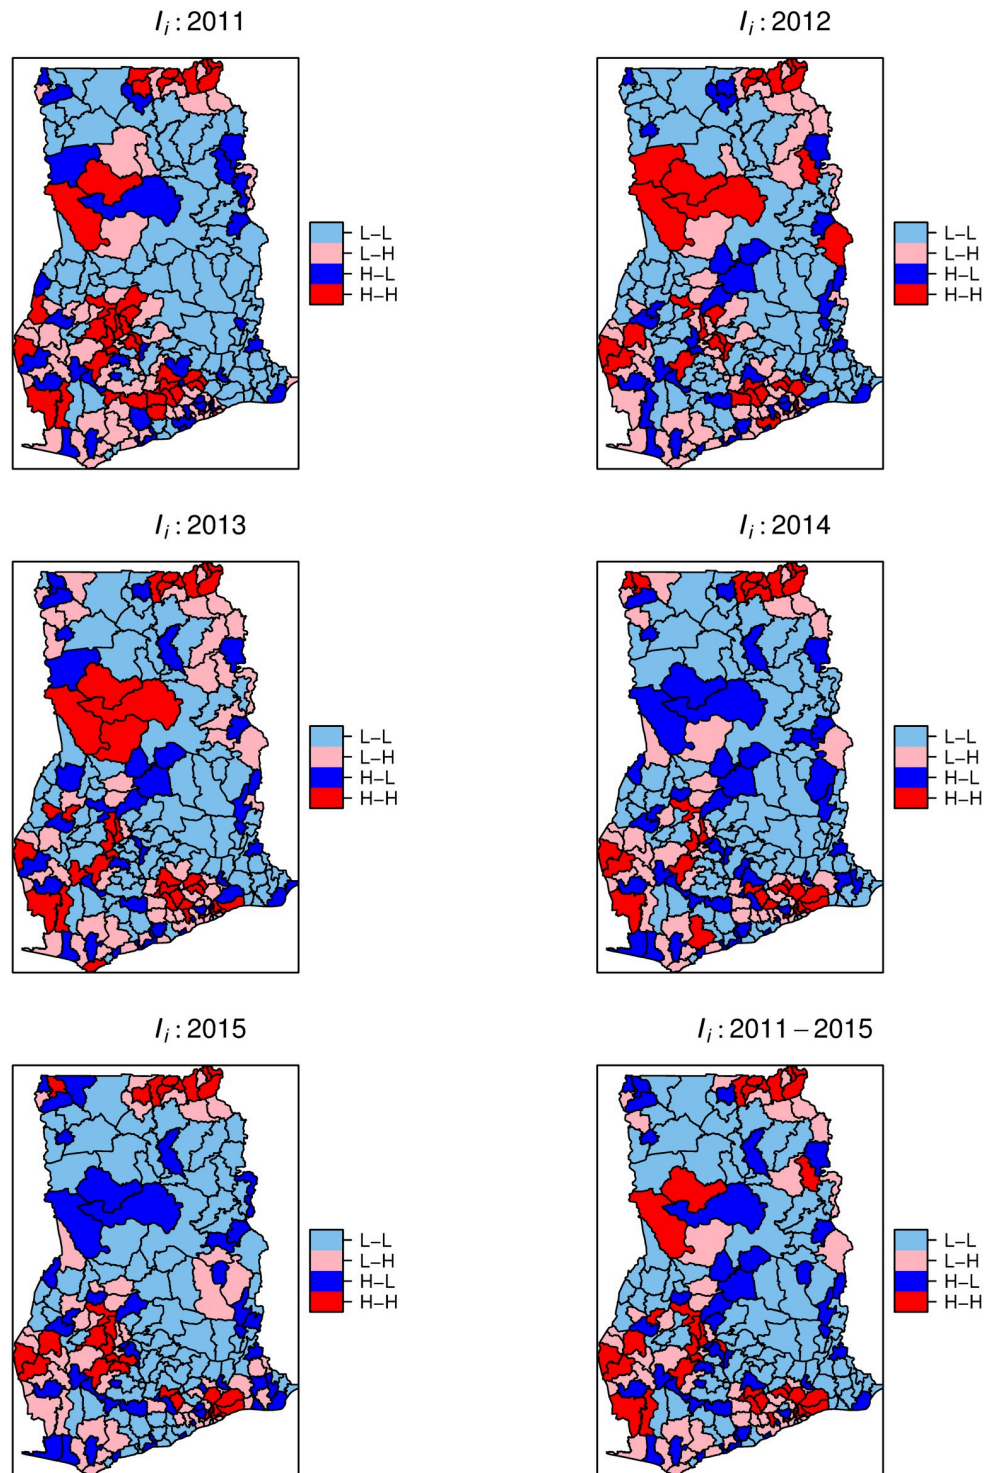 I_i : 2011
I_i : 2012
L–L
L–H
H–L
H–H
L–L
L–H
H–L
H–H
I_i : 2013
I_i : 2014
L–L
L–H
H–L
H–H
L–L
L–H
H–L
H–H
I_i : 2015
I_i : 2011 – 2015
L–L
L–H
H–L
H–H
L–L
L–H
H–L
H–H